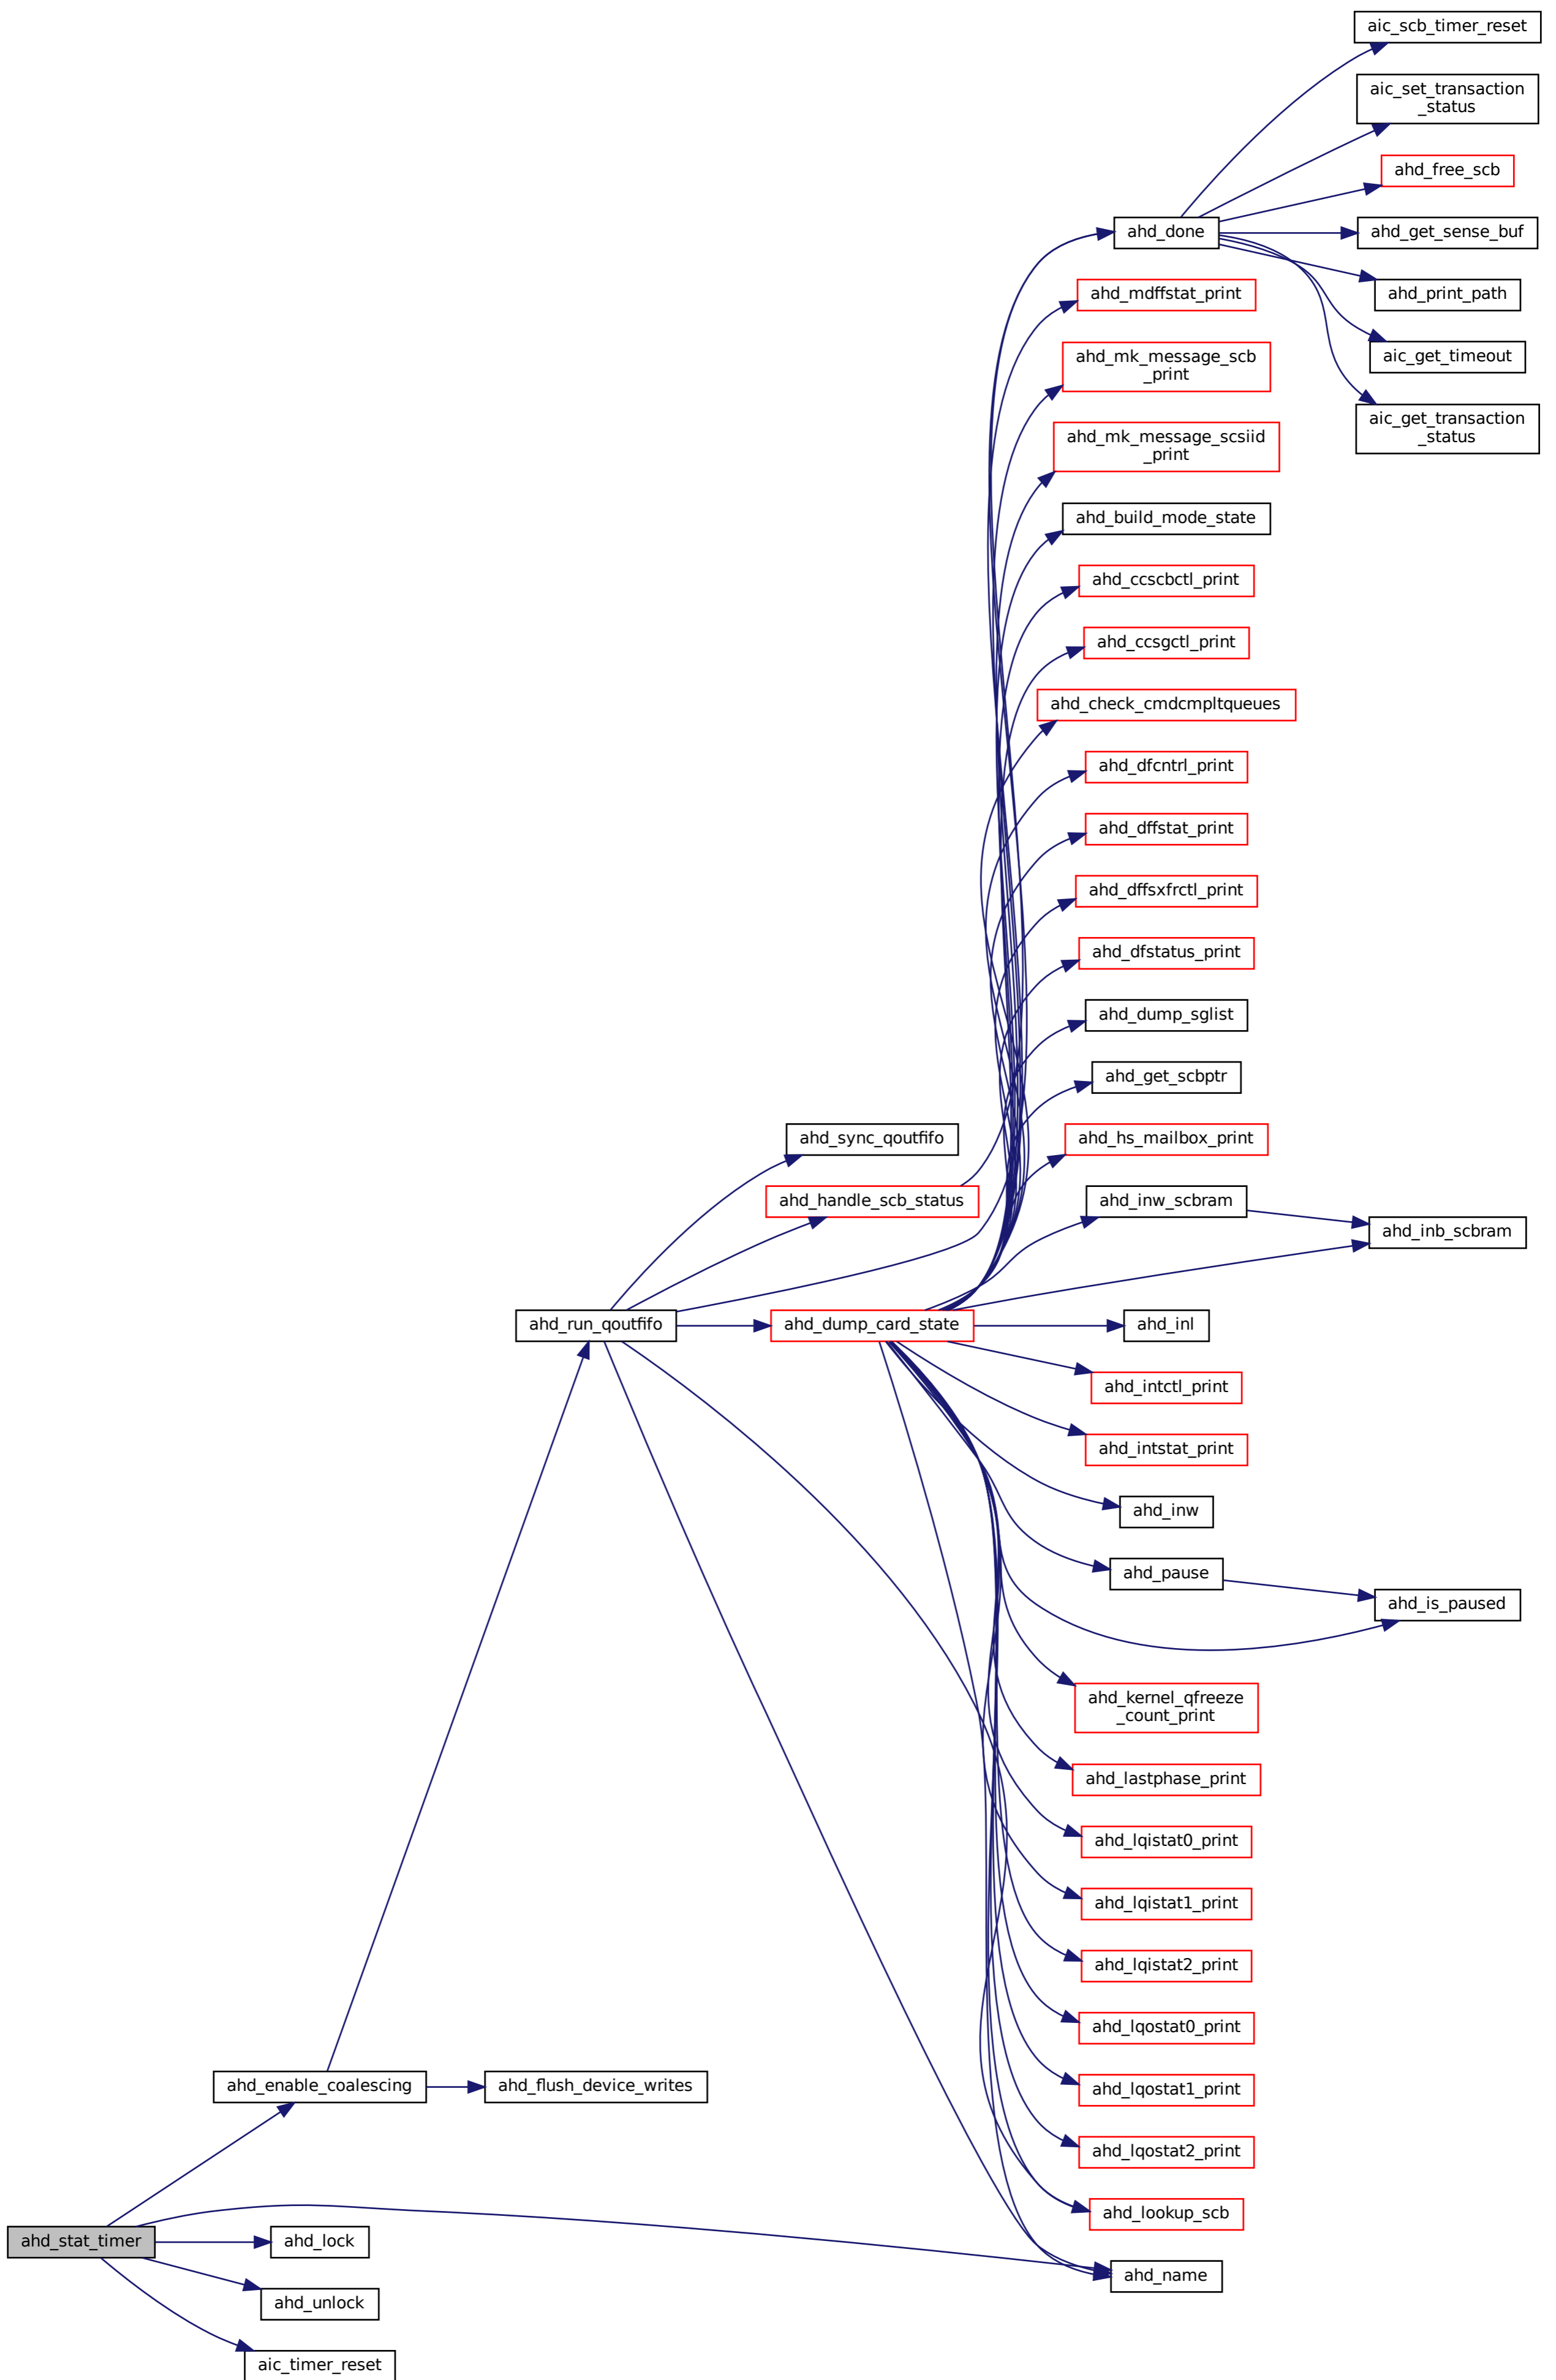 aic_scb_timer_reset
aic_set_transaction
_status
ahd_free_scb
ahd_done
ahd_get_sense_buf
ahd_mdffstat_print
ahd_print_path
ahd_mk_message_scb
_print
aic_get_timeout
ahd_mk_message_scsiid
_print
aic_get_transaction
_status
ahd_build_mode_state
ahd_ccscbctl_print
ahd_ccsgctl_print
ahd_check_cmdcmpltqueues
ahd_dfcntrl_print
ahd_dffstat_print
ahd_dffsxfrctl_print
ahd_dfstatus_print
ahd_dump_sglist
ahd_get_scbptr
ahd_sync_qoutfifo
ahd_hs_mailbox_print
ahd_handle_scb_status
ahd_inw_scbram
ahd_inb_scbram
ahd_run_qoutfifo
ahd_dump_card_state
ahd_inl
ahd_intctl_print
ahd_intstat_print
ahd_inw
ahd_pause
ahd_is_paused
ahd_kernel_qfreeze
_count_print
ahd_lastphase_print
ahd_lqistat0_print
ahd_lqistat1_print
ahd_lqistat2_print
ahd_lqostat0_print
ahd_enable_coalescing
ahd_flush_device_writes
ahd_lqostat1_print
ahd_lqostat2_print
ahd_lookup_scb
ahd_stat_timer
ahd_lock
ahd_name
ahd_unlock
aic_timer_reset